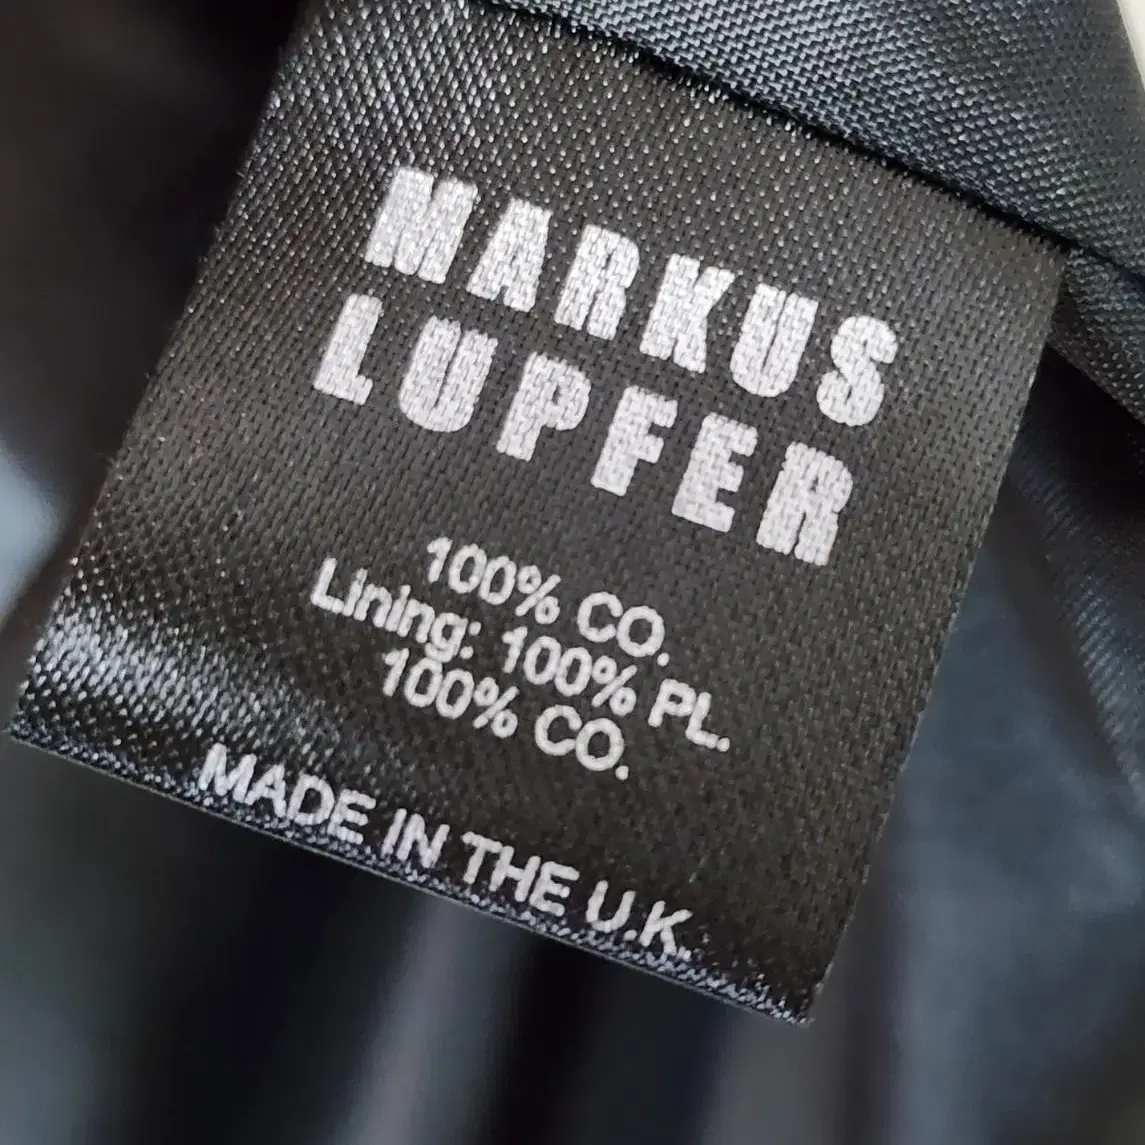 MARKUS
LUPFER
100% CO.
Lining: 100% PL.
100% CO.
MADE IN THE U.K.